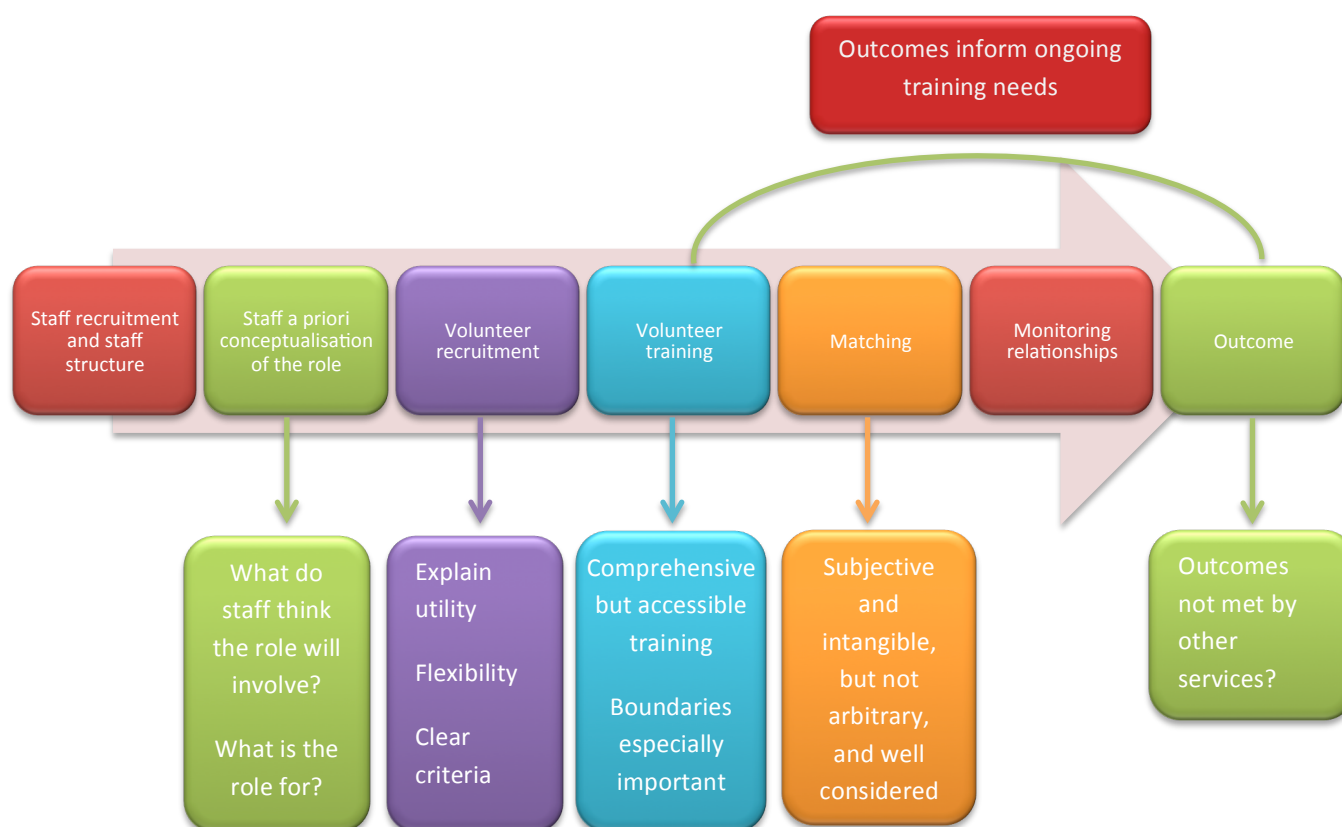 Outcomes inform ongoing
training needs
Staff recruitment
and staff
structure
Staff a priori
conceptualisation
of the role
Volunteer
recruitment
Volunteer
training
Matching
Monitoring
relationships
Outcome
What do
staff think
the role will
involve?
What is the
role for?
Explain
utility
Flexibility
Clear
criteria
Comprehensive
but accessible
training
Boundaries
especially
important
Subjective
and
intangible,
but not
arbitrary,
and well
considered
Outcomes
not met by
other
services?